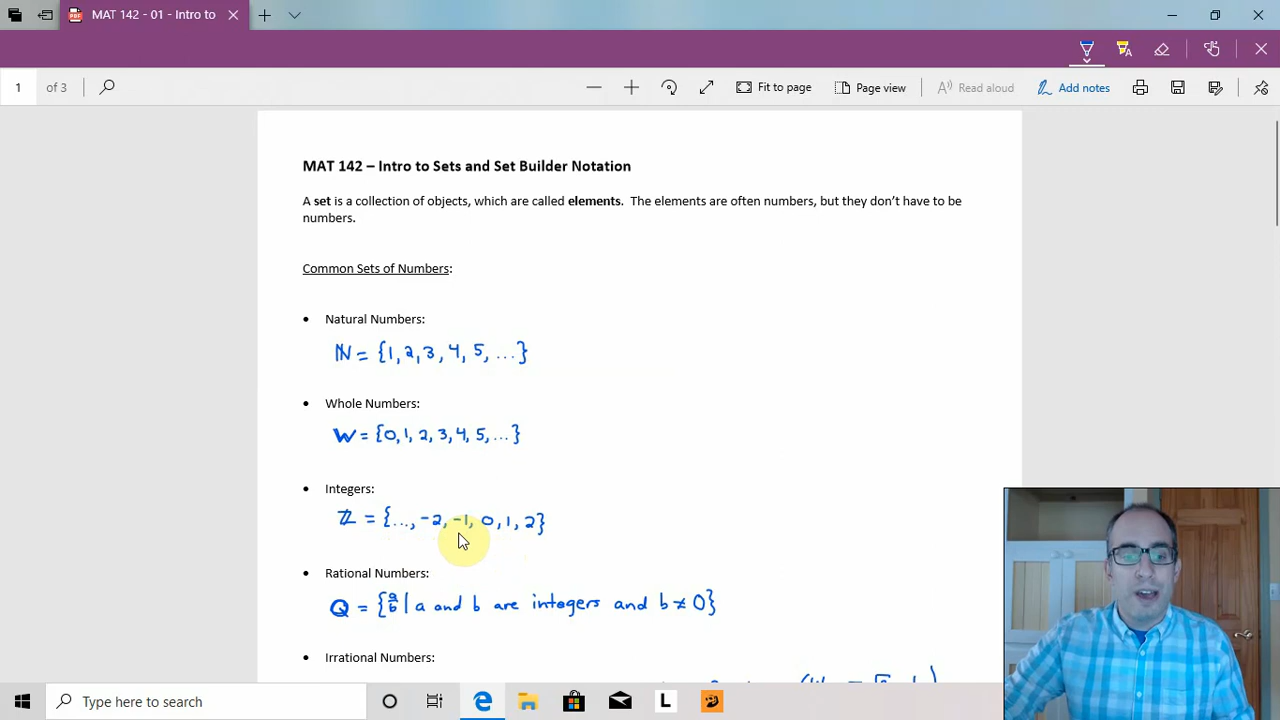 MAT 142 - 01 - Intro to
1 of 3
Fit to page
Page view
Read aloud
Add notes
MAT 142 – Intro to Sets and Set Builder Notation
A set is a collection of objects, which are called elements. The elements are often numbers, but they don't have to be
numbers.
Common Sets of Numbers:
• Natural Numbers:
ℕ = {1, 2, 3, 4, 5, ...}
• Whole Numbers:
W = {0, 1, 2, 3, 4, 5, ...}
• Integers:
ℤ = {..., -2, -1, 0, 1, 2}
• Rational Numbers:
Q = {a/b | a and b are integers and b ≠ 0}
• Irrational Numbers:
Type here to search
L